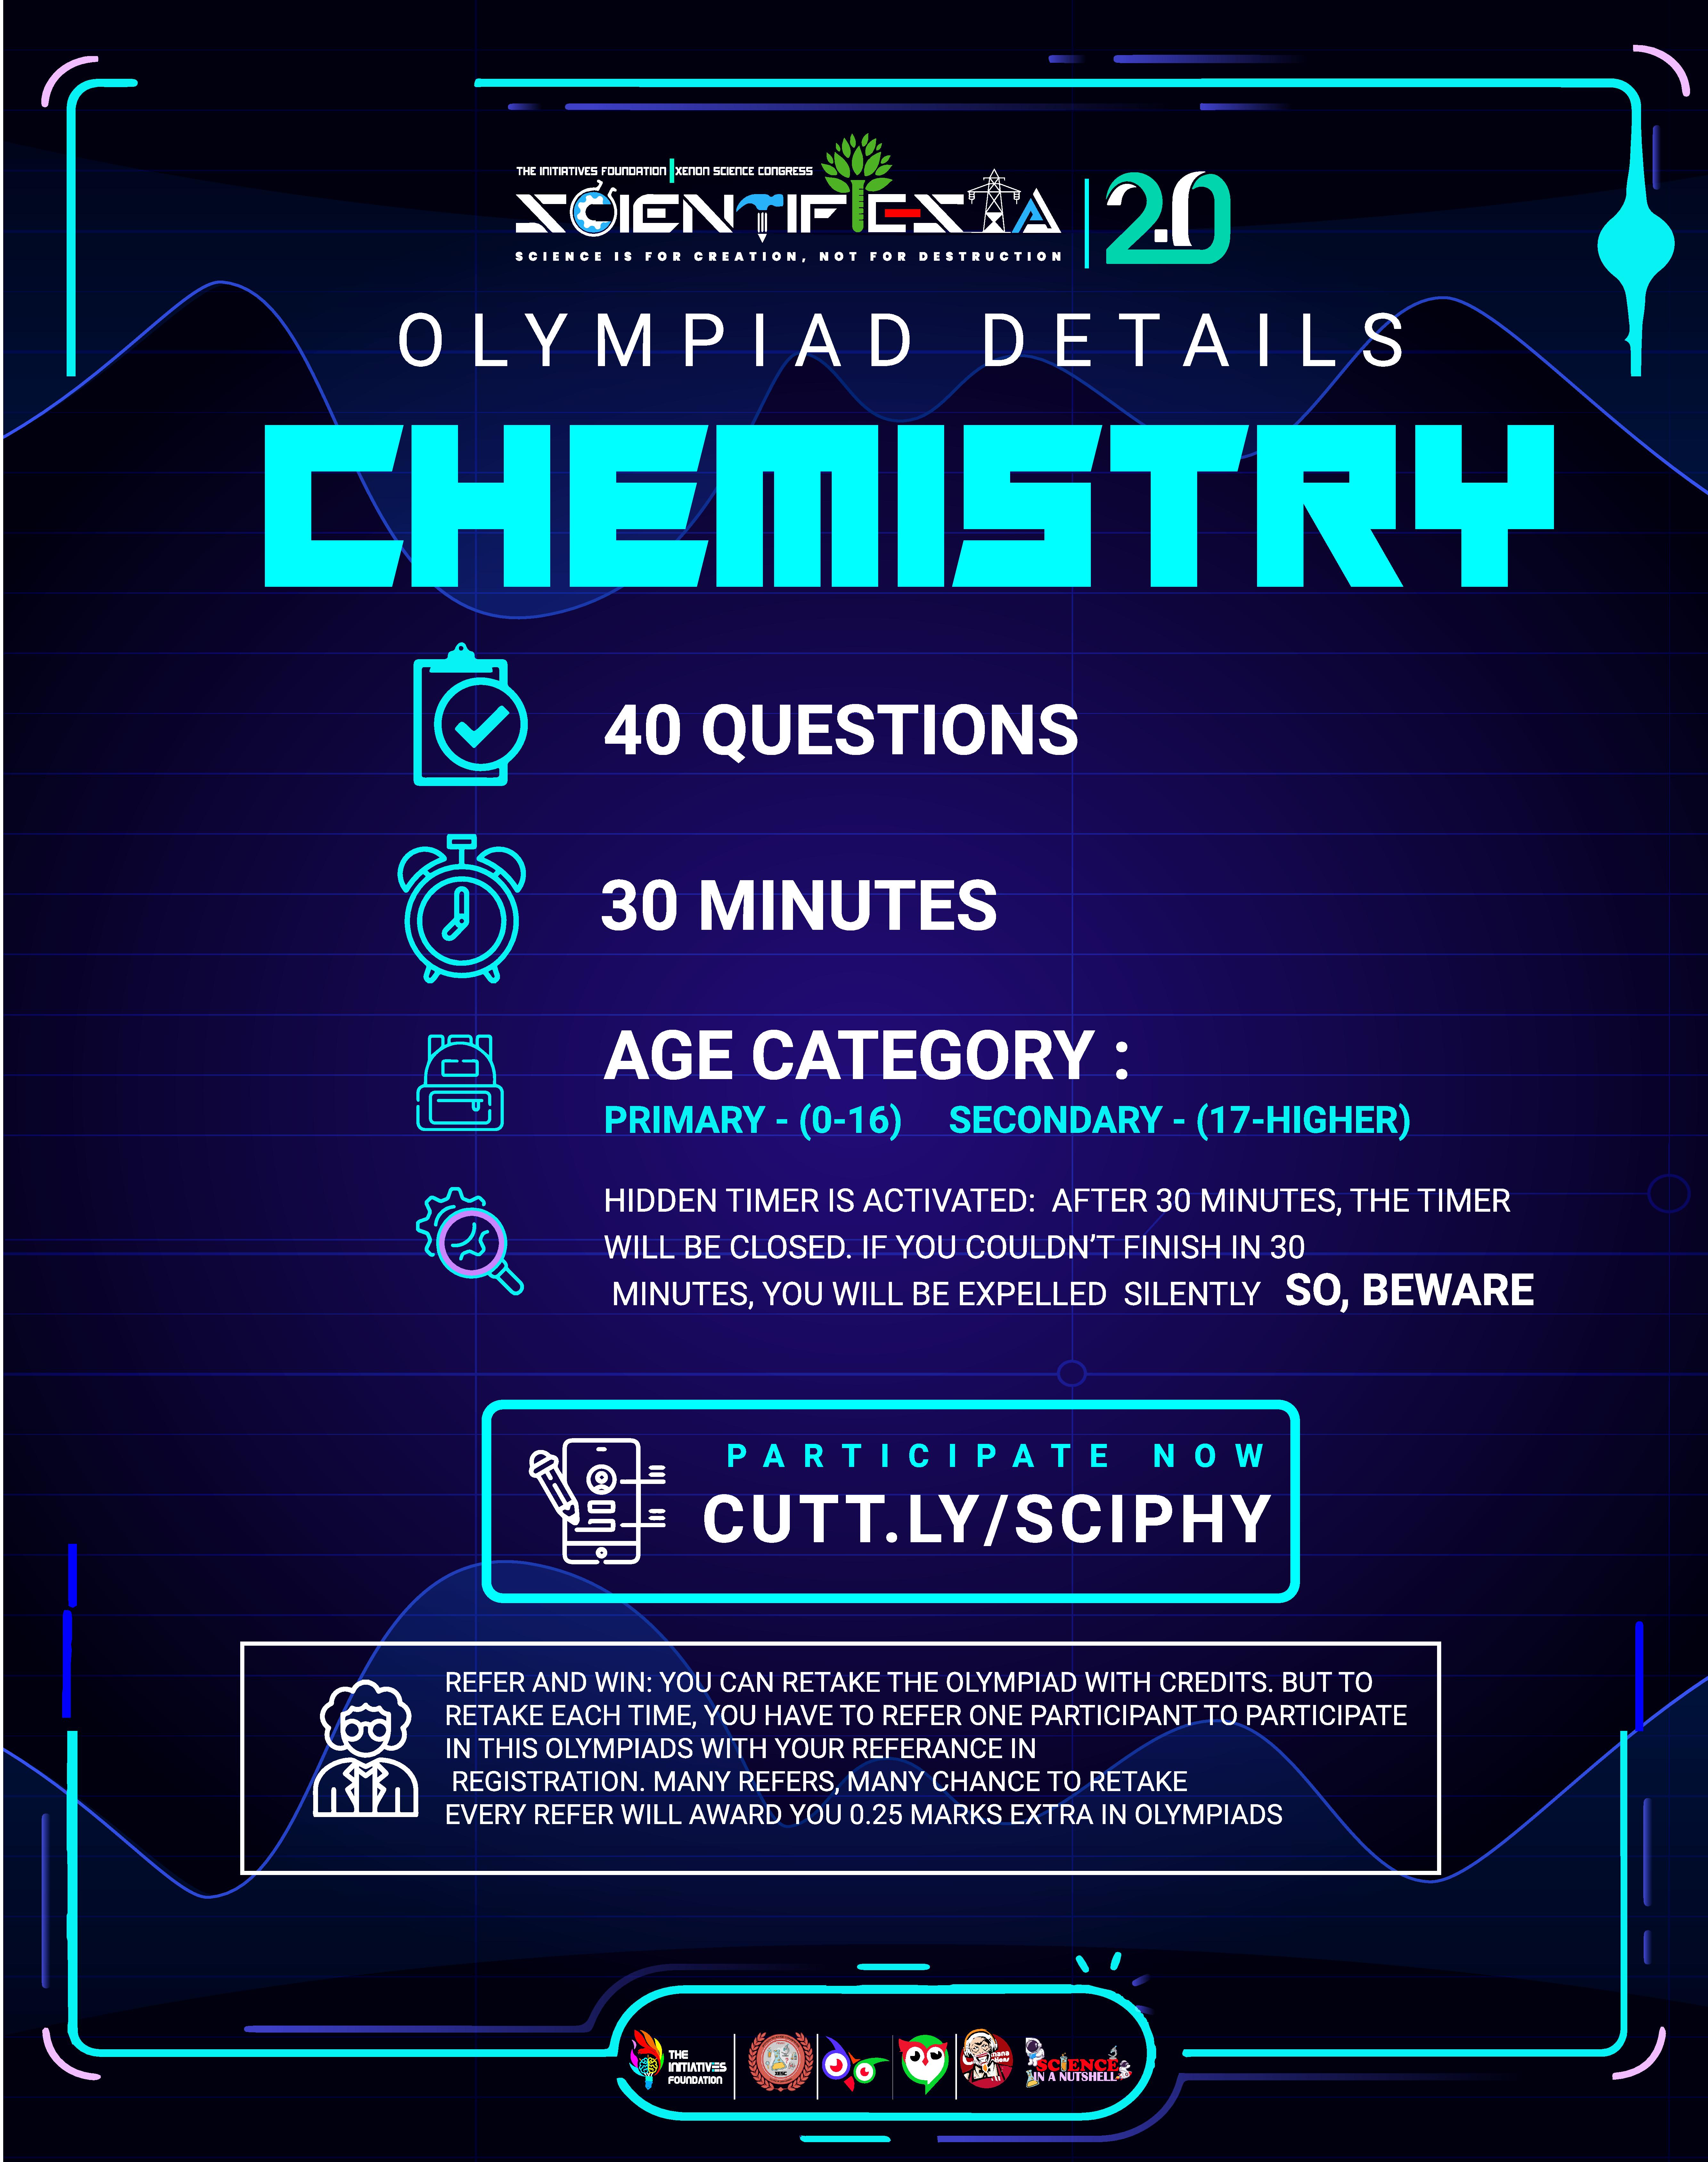 THE INITIATIVES FOUNDATION XENON SCIENCE CONGRESS
SCIENTIFIESTA 2.0
SCIENCE IS FOR CREATION, NOT FOR DESTRUCTION
OLYMPIAD DETAILS
CHEMISTRY
40 QUESTIONS
30 MINUTES
AGE CATEGORY :
PRIMARY - (0-16) SECONDARY - (17-HIGHER)
HIDDEN TIMER IS ACTIVATED: AFTER 30 MINUTES, THE TIMER
WILL BE CLOSED. IF YOU COULDN'T FINISH IN 30
MINUTES, YOU WILL BE EXPELLED SILENTLY SO, BEWARE
PARTICIPATE NOW
CUTT.LY/SCIPHY
REFER AND WIN: YOU CAN RETAKE THE OLYMPIAD WITH CREDITS. BUT TO
RETAKE EACH TIME, YOU HAVE TO REFER ONE PARTICIPANT TO PARTICIPATE
IN THIS OLYMPIADS WITH YOUR REFERANCE IN
REGISTRATION. MANY REFERS, MANY CHANCE TO RETAKE
EVERY REFER WILL AWARD YOU 0.25 MARKS EXTRA IN OLYMPIADS
THE
INITIATIVES
FOUNDATION
SCIENCE
IN A NUTSHELL